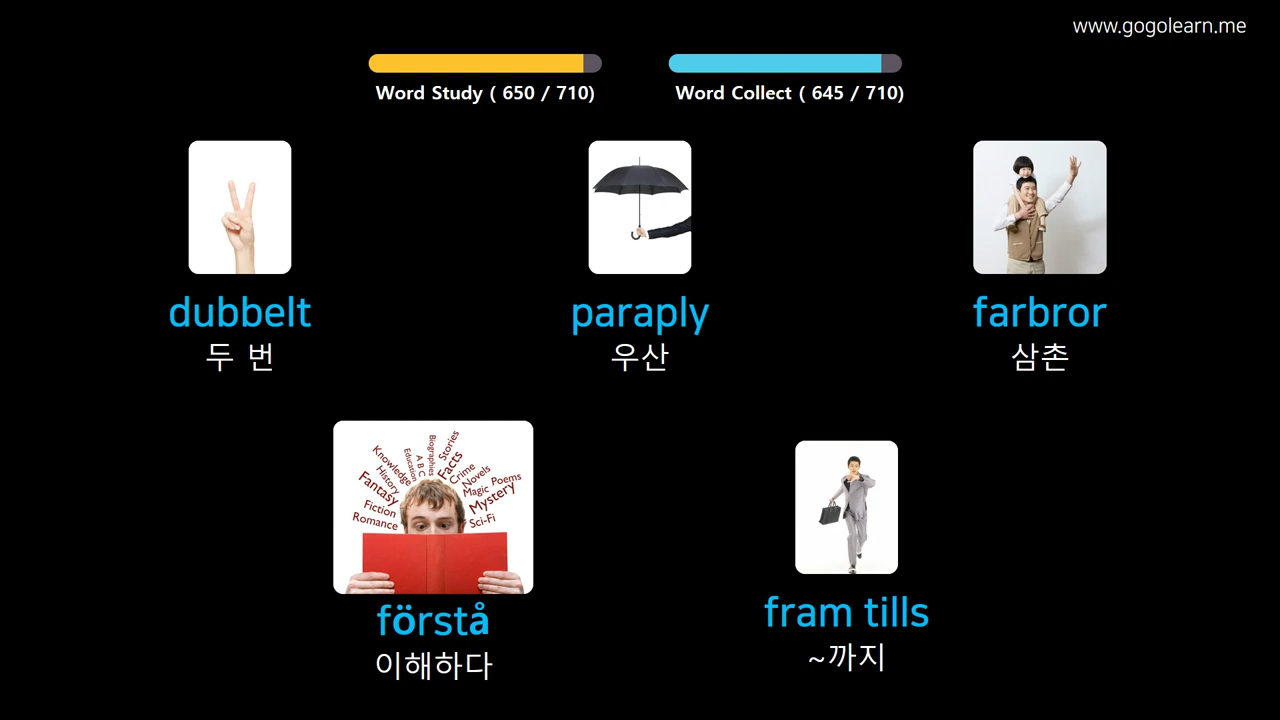 www.gogolearn.me
Word Study ( 650 / 710)
Word Collect ( 645 / 710)
dubbelt
두 번
paraply
우산
farbror
삼촌
Knowledge
History
Fantasy
Fiction
Romance
Education
A B C
Biographies
Stories
Facts
Crime
Novels
Magic
Poems
Mystery
Sci-Fi
förstå
이해하다
fram tills
~까지